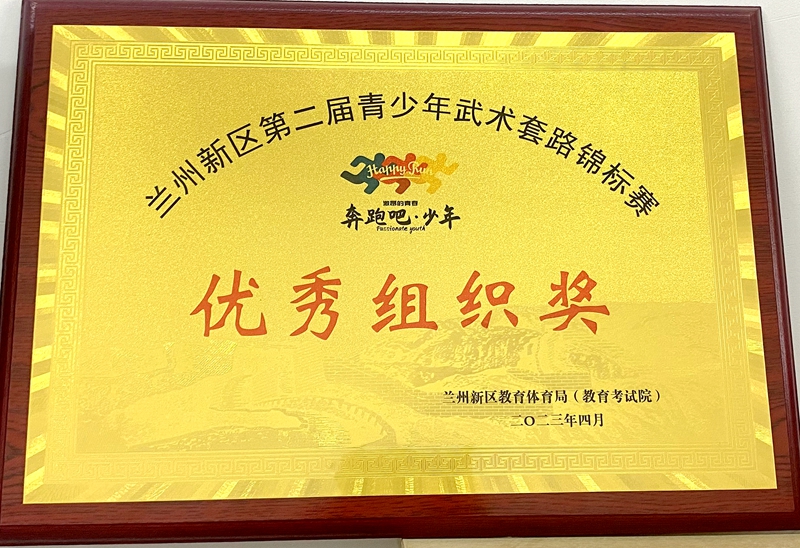 兰州新区第二届青少年武术套路锦标赛
Happy Run
激昂的青春
奔跑吧·少年
Passionate youth
优秀组织奖
兰州新区教育体育局（教育考试院）
二〇二三年四月